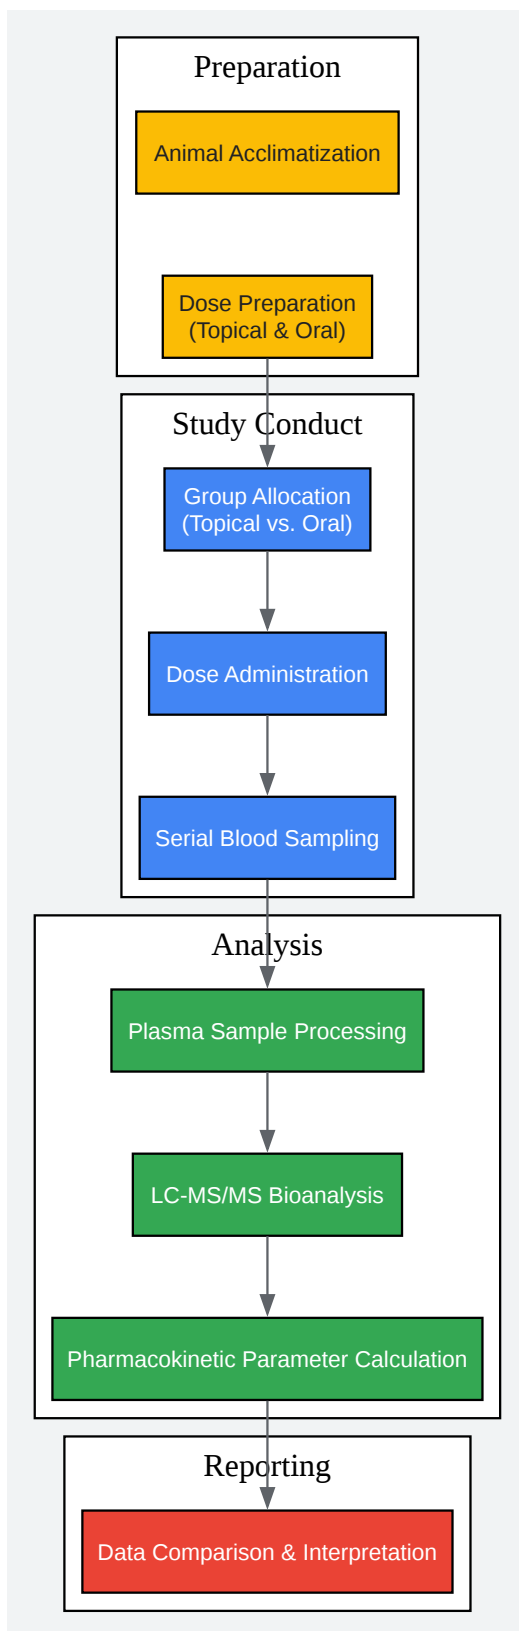 Preparation
Animal Acclimatization
Dose Preparation
(Topical & Oral)
Study Conduct
Group Allocation
(Topical vs. Oral)
Dose Administration
Serial Blood Sampling
Analysis
Plasma Sample Processing
LC-MS/MS Bioanalysis
Pharmacokinetic Parameter Calculation
Reporting
Data Comparison & Interpretation